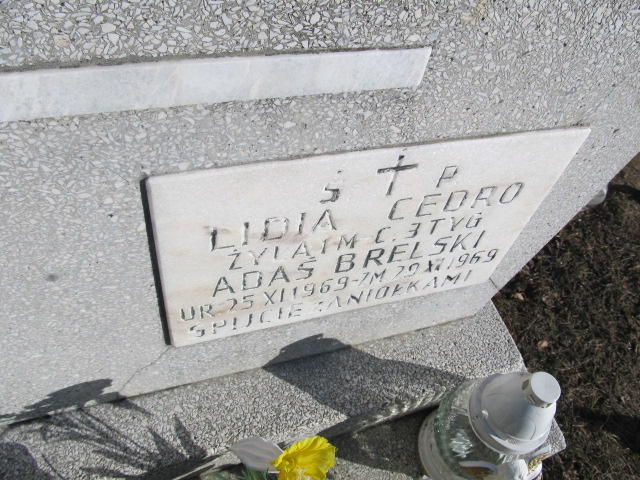 Ś † P
LIDIA CEDRO
ŻYŁA 1 M C. 3 TYG
ADAŚ BRELSKI
UR 25 XI 1969 - ZM 29 XI 1969
ŚPIJCIE Z ANIOŁKAMI